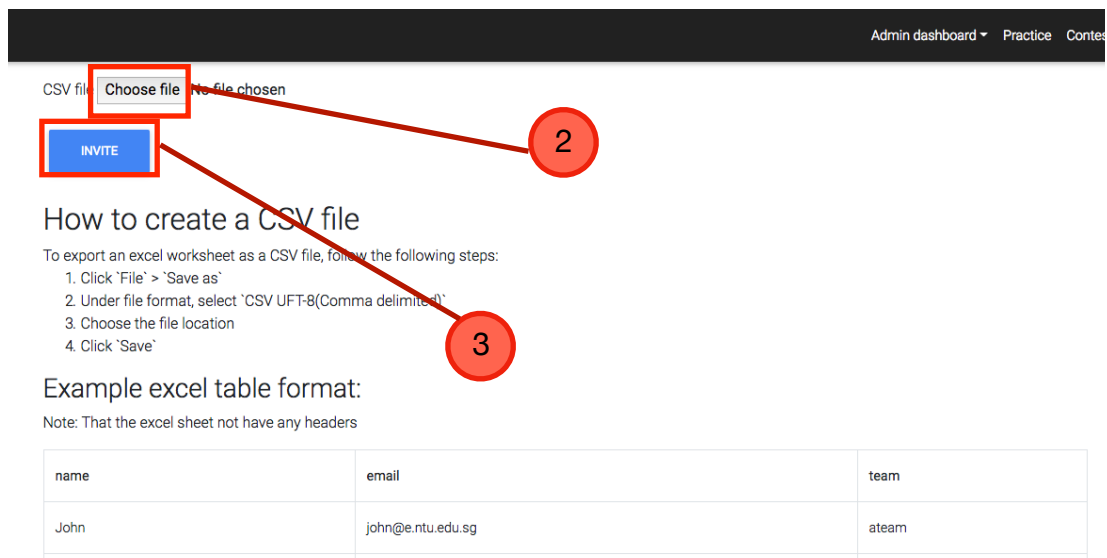 Admin dashboard Practice Contes
CSV file Choose file No file chosen
2
INVITE
How to create a CSV file
To export an excel worksheet as a CSV file, follow the following steps:
1. Click `File` > `Save as`
2. Under file format, select `CSV UFT-8(Comma delimited)`
3. Choose the file location
3
4. Click `Save`
Example excel table format:
Note: That the excel sheet not have any headers
name email team
John john@e.ntu.edu.sg ateam